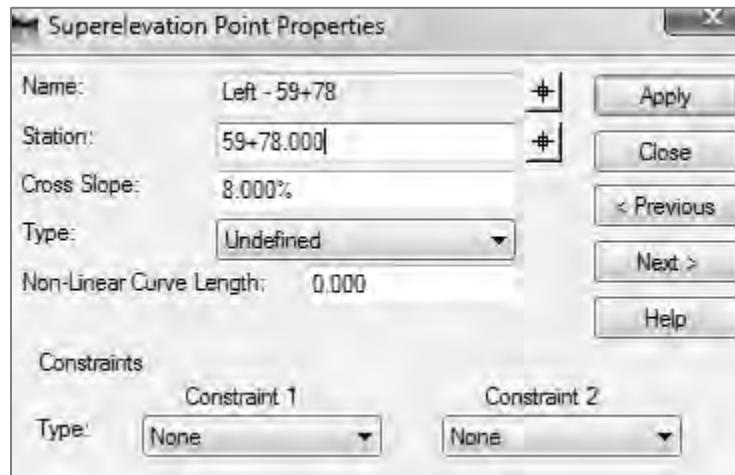 Superelevation Point Properties
Name: Left - 59+78 Apply
Station: 59+78.000 Close
Cross Slope: 8.000% < Previous
Type: Undefined Next >
Non-Linear Curve Length: 0.000 Help
Constraints
Constraint 1 Constraint 2
Type: None None